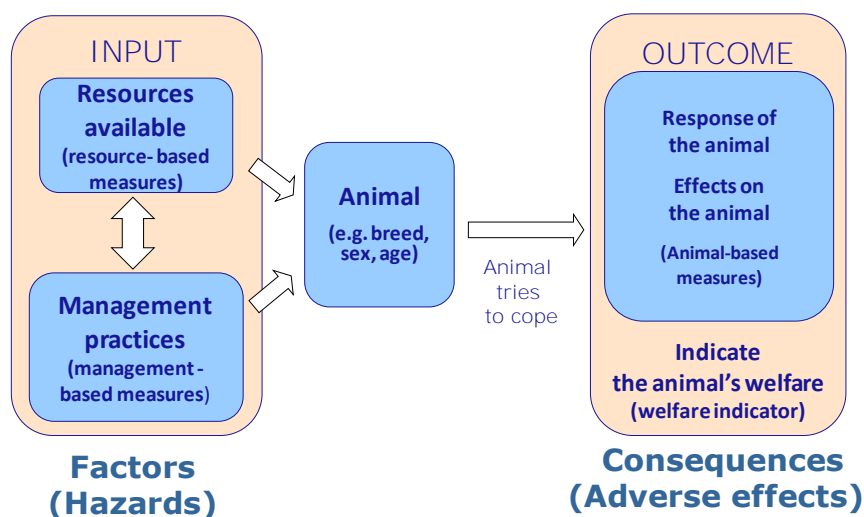 INPUT
Resources
available
(resource- based
measures)
Management
practices
(management -
based measures)
Factors
(Hazards)
Animal
(e.g. breed,
sex, age)
Animal
tries
to cope
OUTCOME
Response of
the animal
Effects on
the animal
(Animal-based
measures)
Indicate
the animal's welfare
(welfare indicator)
Consequences
(Adverse effects)